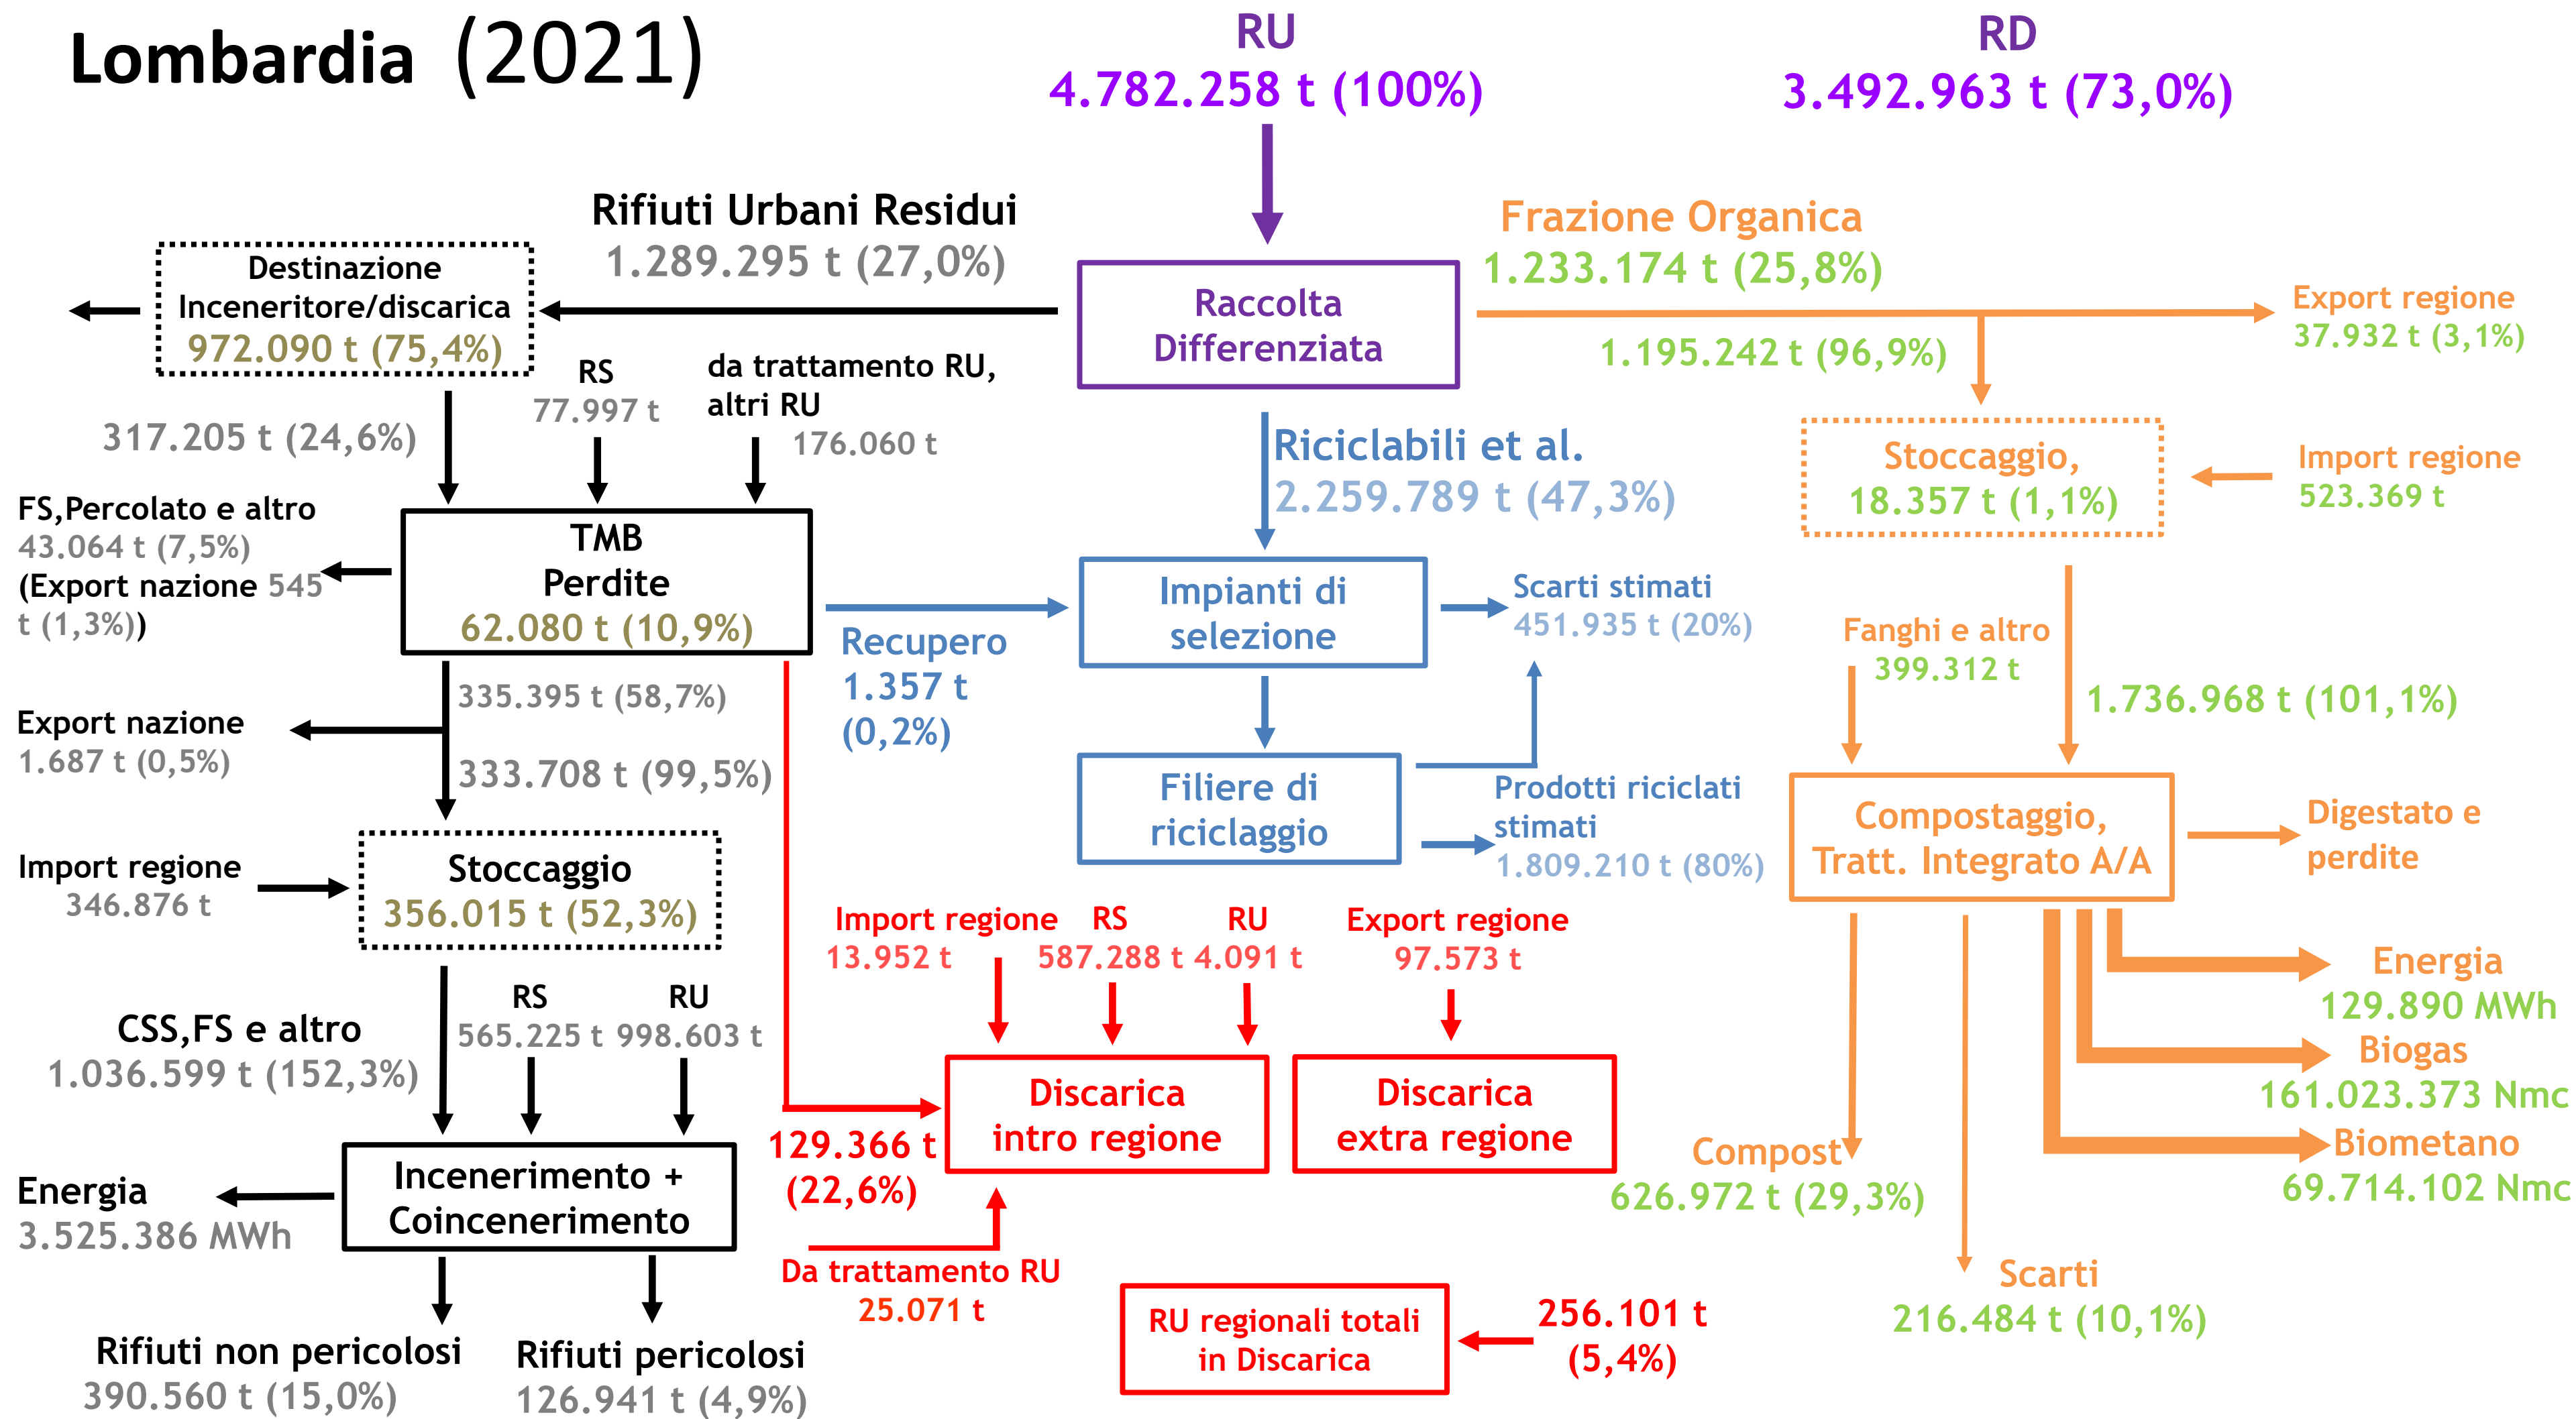 Lombardia (2021)
RU
4.782.258 t (100%)
RD
3.492.963 t (73,0%)
Rifiuti Urbani Residui
1.289.295 t (27,0%)
Destinazione
Inceneritore/discarica
972.090 t (75,4%)
Raccolta
Differenziata
Frazione Organica
1.233.174 t (25,8%)
1.195.242 t (96,9%)
Export regione
37.932 t (3,1%)
317.205 t (24,6%)
RS
77.997 t
da trattamento RU,
altri RU
176.060 t
Riciclabili et al.
2.259.789 t (47,3%)
Stoccaggio,
18.357 t (1,1%)
Import regione
523.369 t
FS,Percolato e altro
43.064 t (7,5%)
(Export nazione 545
t (1,3%))
TMB
Perdite
62.080 t (10,9%)
Recupero
1.357 t
(0,2%)
Impianti di
selezione
Scarti stimati
451.935 t (20%)
Fanghi e altro
399.312 t
1.736.968 t (101,1%)
335.395 t (58,7%)
Export nazione
1.687 t (0,5%)
333.708 t (99,5%)
Filiere di
riciclaggio
Prodotti riciclati
stimati
1.809.210 t (80%)
Compostaggio,
Tratt. Integrato A/A
Digestato e
perdite
Import regione
346.876 t
Stoccaggio
356.015 t (52,3%)
Import regione
13.952 t
RS
587.288 t
RU
4.091 t
Export regione
97.573 t
Energia
129.890 MWh
Biogas
161.023.373 Nmc
Biometano
69.714.102 Nmc
CSS,FS e altro
1.036.599 t (152,3%)
RS
565.225 t
RU
998.603 t
Discarica
intro regione
Discarica
extra regione
129.366 t
(22,6%)
Compost
626.972 t (29,3%)
Energia
3.525.386 MWh
Incenerimento +
Coincenerimento
Da trattamento RU
25.071 t
Scarti
216.484 t (10,1%)
RU regionali totali
in Discarica
256.101 t
(5,4%)
Rifiuti non pericolosi
390.560 t (15,0%)
Rifiuti pericolosi
126.941 t (4,9%)